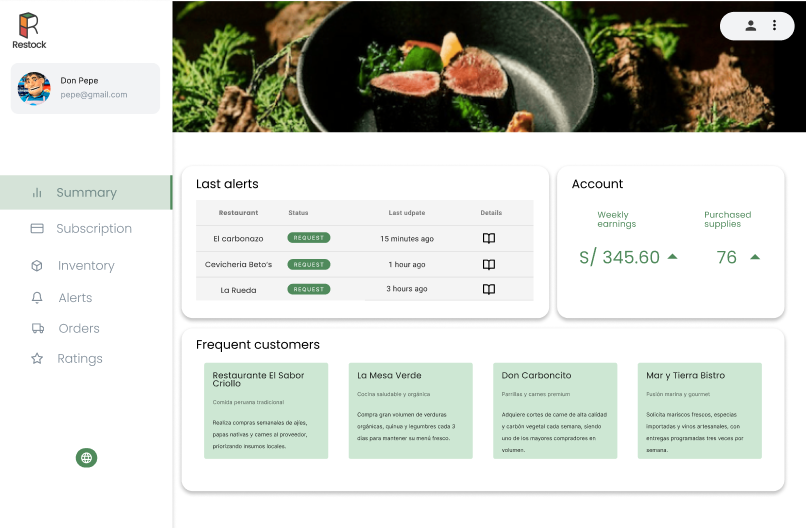 Restock
Don Pepe
pepe@gmail.com
Summary
Subscription
Inventory
Alerts
Orders
Ratings
Last alerts
Restaurant Status Last udpate Details
El carbonazo REQUEST 15 minutes ago
Cevicheria Beto's REQUEST 1 hour ago
La Rueda REQUEST 3 hours ago
Account
Weekly
earnings
S/ 345.60
Purchased
supplies
76
Frequent customers
Restaurante El Sabor
Criollo
Comida peruana tradicional
Realiza compras semanales de ajíes,
papas nativas y carnes al proveedor,
priorizando insumos locales.
La Mesa Verde
Cocina saludable y orgánica
Compra gran volumen de verduras
orgánicas, quinua y legumbres cada 3
días para mantener su menú fresco.
Don Carboncito
Parrillas y carnes premium
Adquiere cortes de carne de alta calidad
y carbón vegetal cada semana, siendo
uno de los mayores compradores en
volumen.
Mar y Tierra Bistro
Fusión marina y gourmet
Solicita mariscos frescos, especias
importadas y vinos artesanales, con
entregas programadas tres veces por
semana.